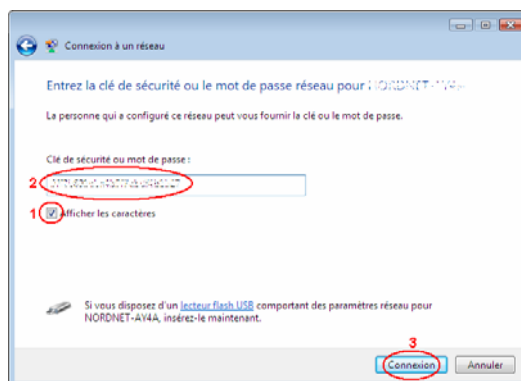 Connexion à un réseau
Entrez la clé de sécurité ou le mot de passe réseau pour
La personne qui a configuré ce réseau peut vous fournir la clé ou le mot de passe.
Clé de sécurité ou mot de passe :
2
1 Afficher les caractères
Si vous disposez d'un lecteur flash USB comportant des paramètres réseau pour
NORDNET-AY4A, insérez-le maintenant.
3
Connexion Annuler